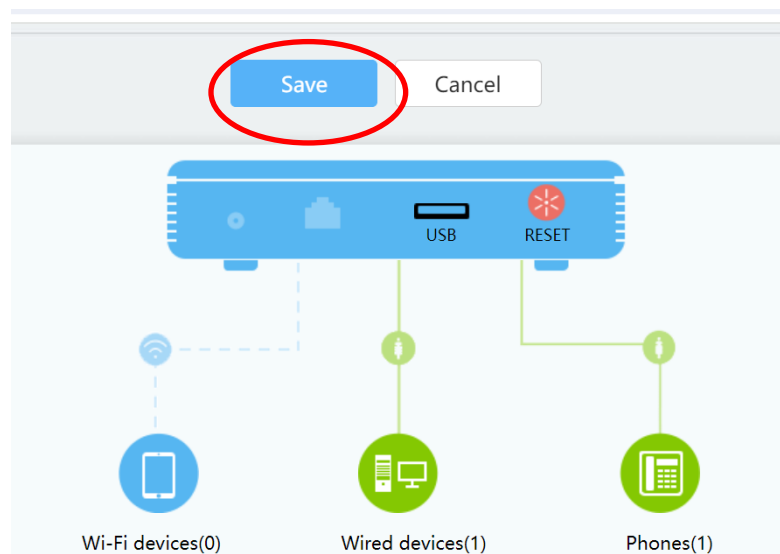 Save
Cancel
USB
RESET
Wi-Fi devices(0)
Wired devices(1)
Phones(1)